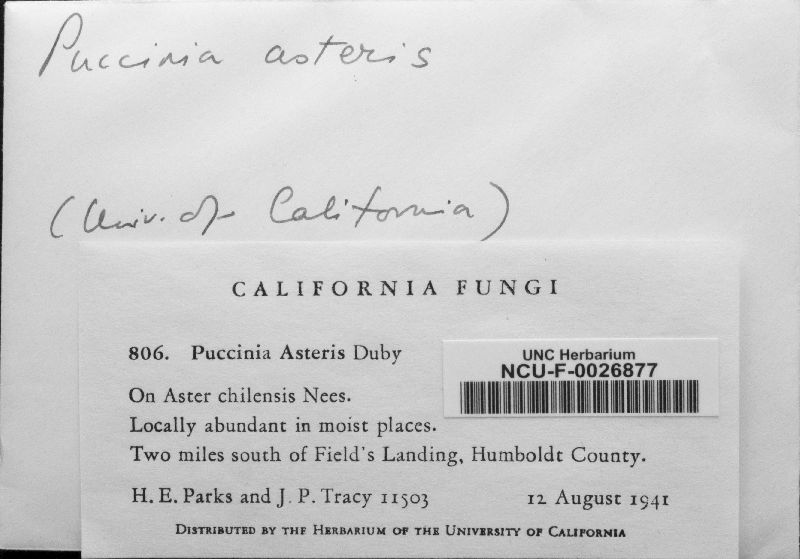 Puccinia asteris
(Univ. of California)
CALIFORNIA FUNGI
806. Puccinia Asteris Duby
UNC Herbarium
NCU-F-0026877
On Aster chilensis Nees.
Locally abundant in moist places.
Two miles south of Field's Landing, Humboldt County.
H. E. Parks and J. P. Tracy 11503 12 August 1941
DISTRIBUTED BY THE HERBARIUM OF THE UNIVERSITY OF CALIFORNIA